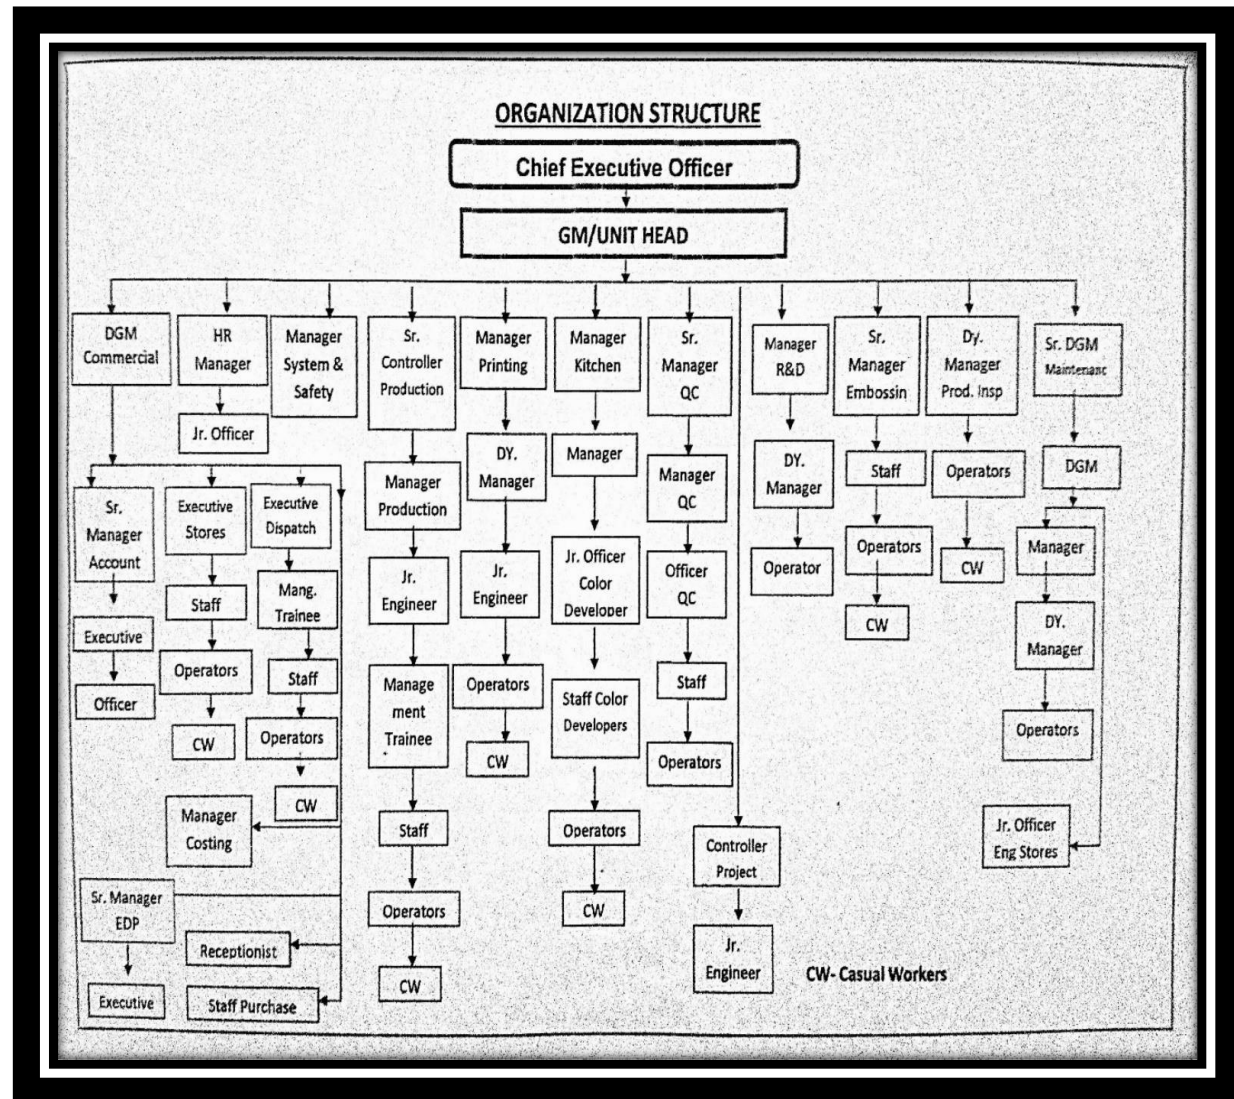 ORGANIZATION STRUCTURE
Chief Executive Officer
GM/UNIT HEAD
DGM
Commercial
HR
Manager
Manager
System &
Safety
Sr.
Controller
Production
Manager
Printing
Manager
Kitchen
Sr.
Manager
QC
Manager
R&D
Sr.
Manager
Embossin
Dy.
Manager
Prod. Insp
Sr. DGM
Maintenanc
Jr. Officer
Sr.
Manager
Account
Executive
Officer
Executive
Stores
Staff
Operators
CW
Executive
Dispatch
Mang.
Trainee
Staff
Operators
CW
Manager
Costing
Sr. Manager
EDP
Executive
Receptionist
Staff Purchase
Manager
Production
Jr.
Engineer
Manage
ment
Trainee
Staff
Operators
CW
DY.
Manager
Jr.
Engineer
Operators
CW
Manager
Jr. Officer
Color
Developer
Staff Color
Developers
Operators
CW
Manager
QC
Officer
QC
Staff
Operators
Controller
Project
Jr.
Engineer
DY.
Manager
Operator
Staff
Operators
CW
Operators
CW
DGM
Manager
DY.
Manager
Operators
Jr. Officer
Eng Stores
CW- Casual Workers